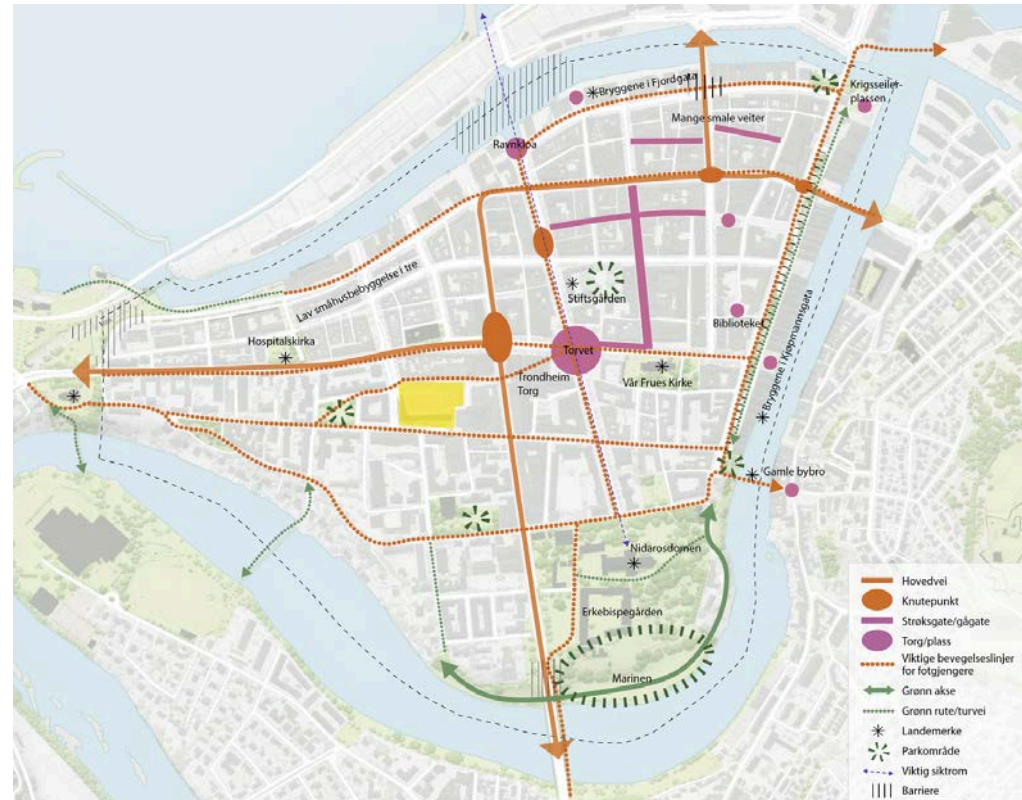 Bryggene i Fjordgata
Krigsseiler-
plassen
Mange smale veiter
Ravnkloa
Lav småhusbebyggelse i tre
Stiftsgården
Hospitalskirka
Biblioteket
Torvet
Bryggene i Kjøpmannsgata
Trondheim
Torg
Vår Frues Kirke
Gamle bybro
Nidarosdomen
Erkebispegården
Marinen
Hovedvei
Knutepunkt
Strøksgate/gågate
Torg/plass
Viktige bevegelseslinjer
for fotgjengere
Grønn akse
Grønn rute/turvei
Landemerke
Parkområde
Viktig siktrom
Barriere